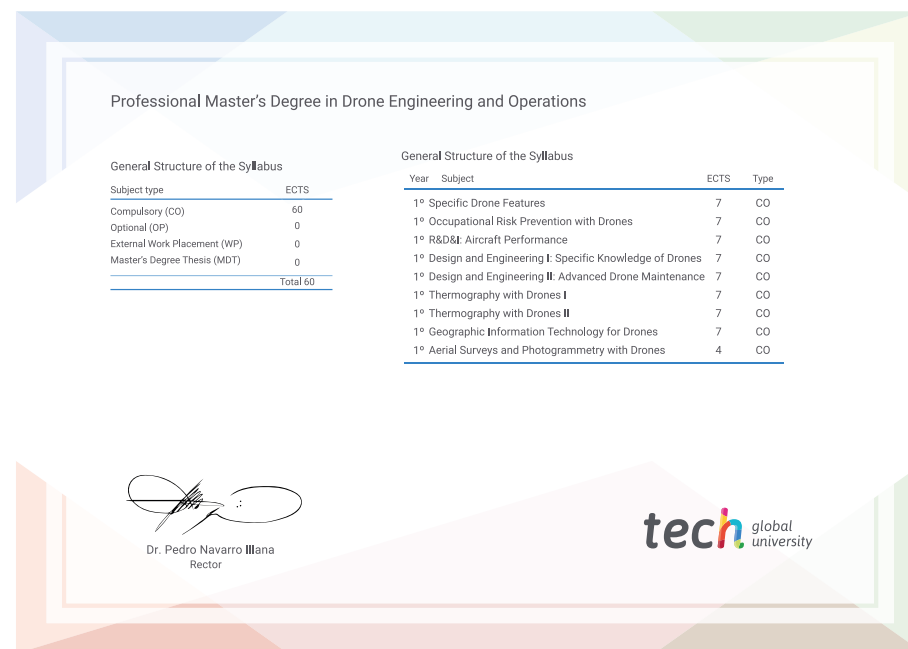 Professional Master's Degree in Drone Engineering and Operations
General Structure of the Syllabus
Subject type ECTS
Compulsory (CO) 60
Optional (OP) 0
External Work Placement (WP) 0
Master's Degree Thesis (MDT) 0
Total 60
General Structure of the Syllabus
Year Subject ECTS Type
1º Specific Drone Features 7 CO
1º Occupational Risk Prevention with Drones 7 CO
1º R&D&I: Aircraft Performance 7 CO
1º Design and Engineering I: Specific Knowledge of Drones 7 CO
1º Design and Engineering II: Advanced Drone Maintenance 7 CO
1º Thermography with Drones I 7 CO
1º Thermography with Drones II 7 CO
1º Geographic Information Technology for Drones 7 CO
1º Aerial Surveys and Photogrammetry with Drones 4 CO
Dr. Pedro Navarro Illana
Rector
tech global
university